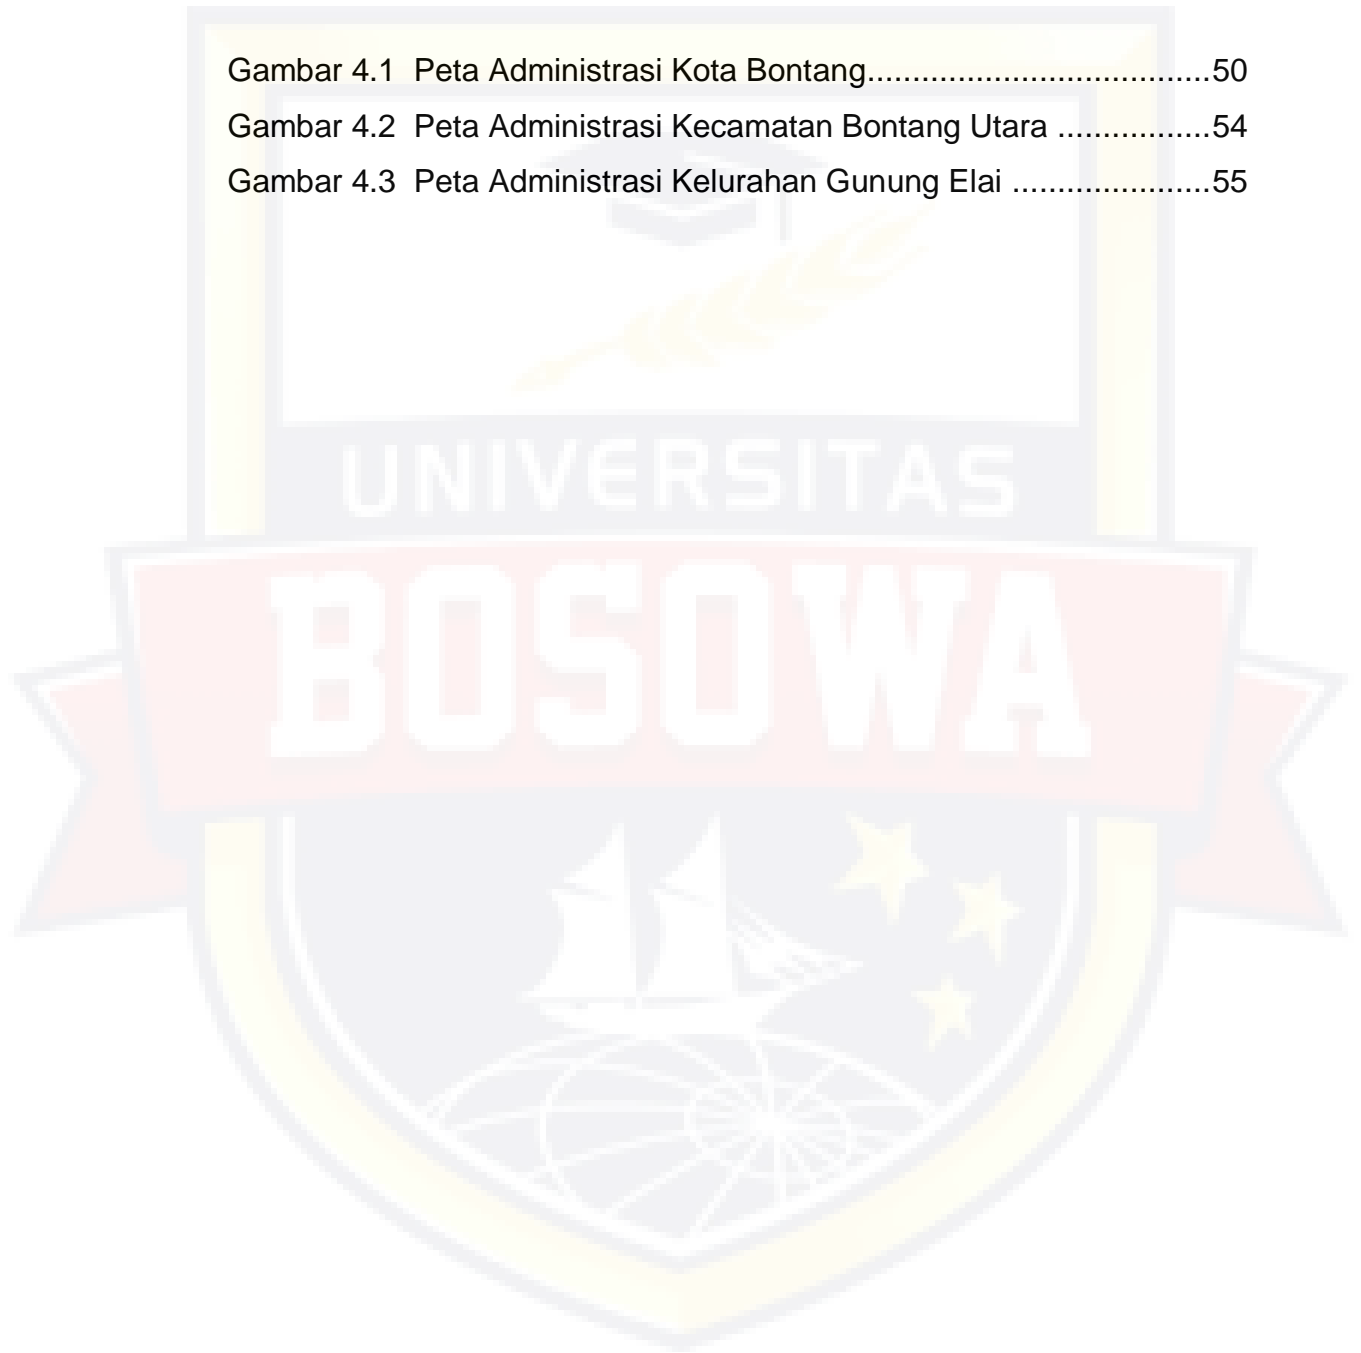 Gambar 4.1  Peta Administrasi Kota Bontang......................................50
Gambar 4.2  Peta Administrasi Kecamatan Bontang Utara .................54
Gambar 4.3  Peta Administrasi Kelurahan Gunung Elai ......................55
UNIVERSITAS
BOSOWA